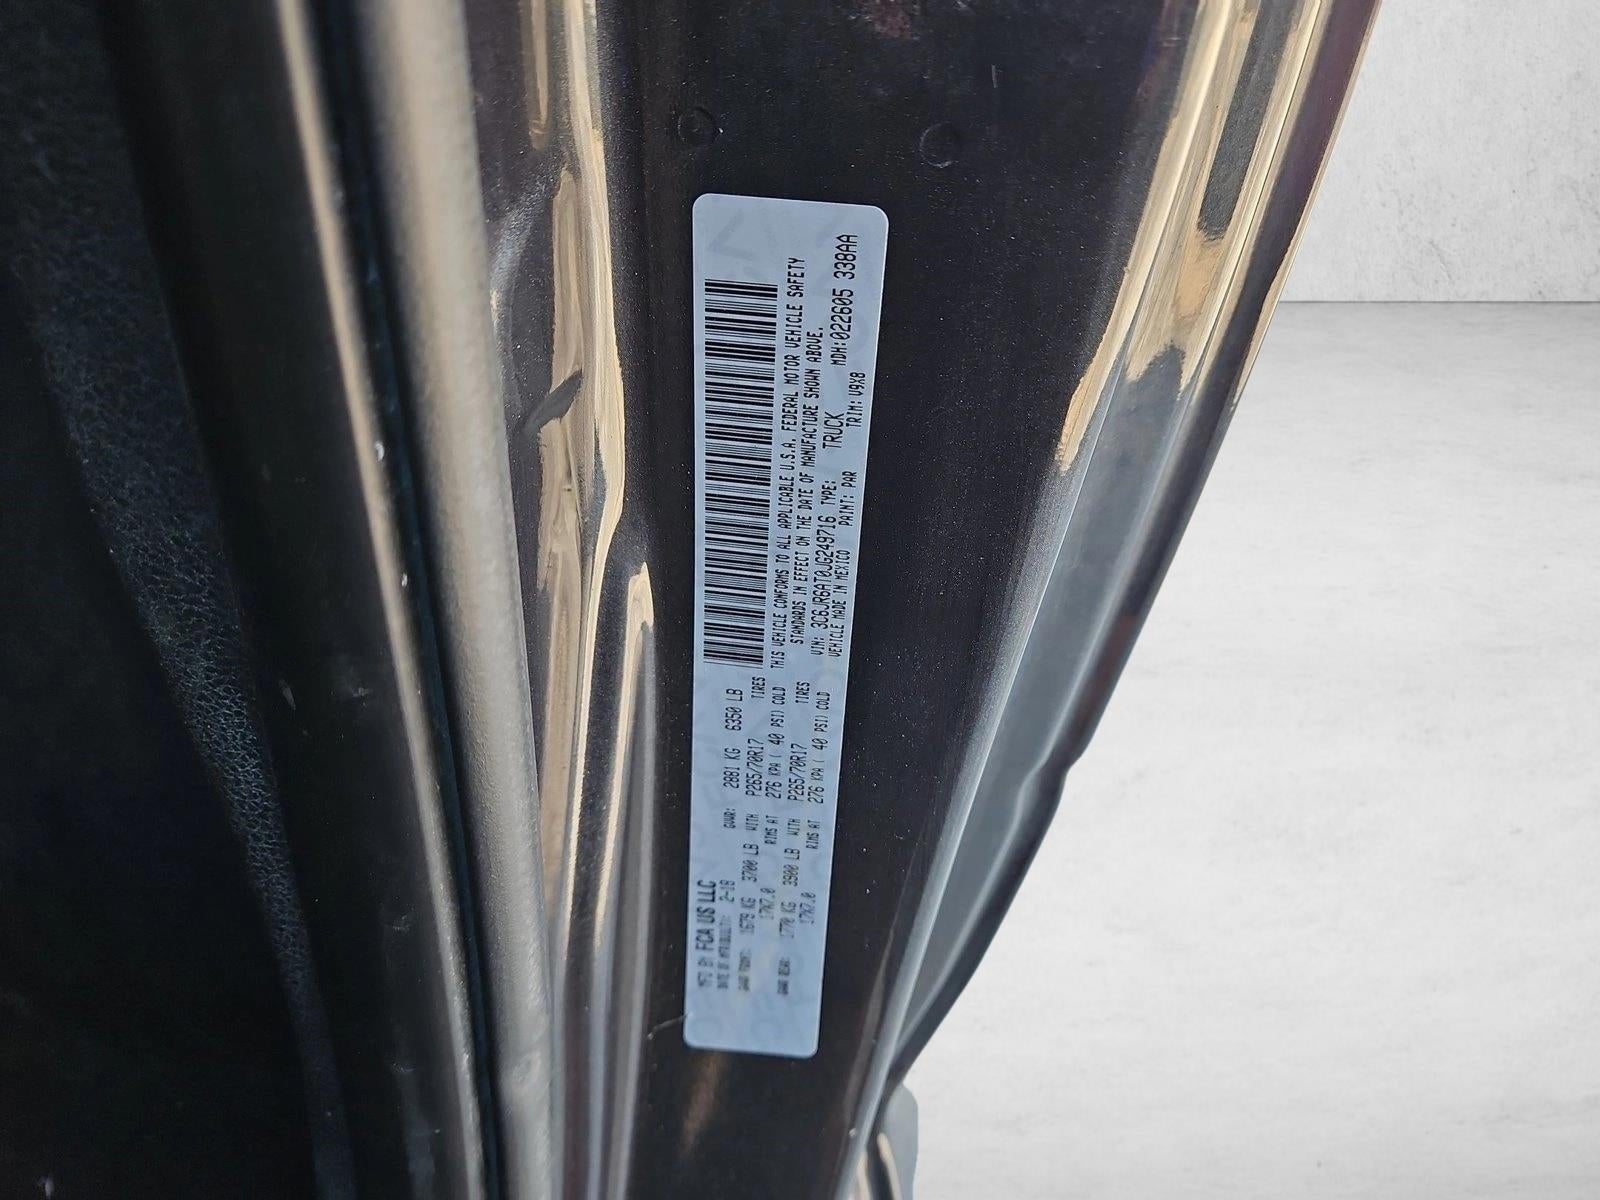 MFD BY FCA US LLC
DATE OF MFR(BUILT): 2-18 GVWR: 2881 KG 6350 LB
GAWR FRONT: 1679 KG 3700 LB WITH P265/70R17 TIRES
17X7.0 RIMS AT 276 KPA ( 40 PSI) COLD
GAWR REAR: 1770 KG 3900 LB WITH P265/70R17 TIRES
17X7.0 RIMS AT 276 KPA ( 40 PSI) COLD
THIS VEHICLE CONFORMS TO ALL APPLICABLE U.S.A. FEDERAL MOTOR VEHICLE SAFETY
STANDARDS IN EFFECT ON THE DATE OF MANUFACTURE SHOWN ABOVE.
VIN: 3C6JR6AT0JG249716 TYPE: TRUCK MDH:022605 338AA
VEHICLE MADE IN MEXICO PAINT: PAR TRIM: V9X8